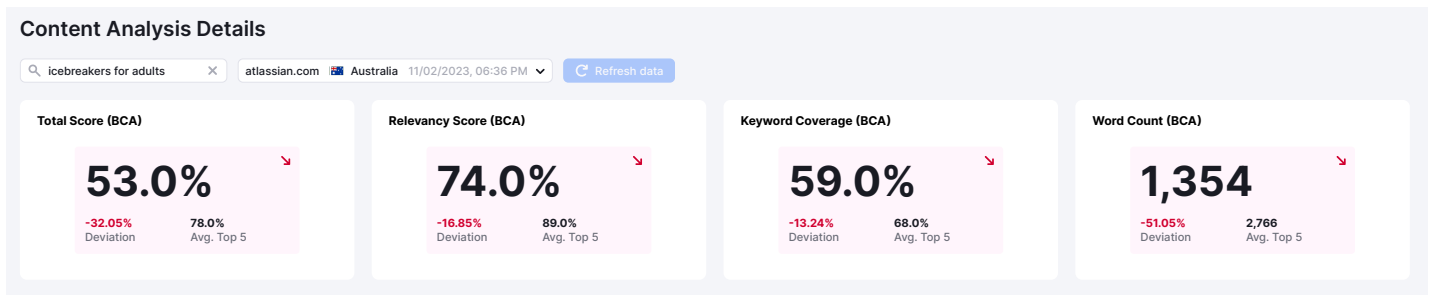 Content Analysis Details
icebreakers for adults
atlassian.com Australia 11/02/2023, 06:36 PM Refresh data
Total Score (BCA)
53.0%
-32.05% 78.0%
Deviation Avg. Top 5
Relevancy Score (BCA)
74.0%
-16.85% 89.0%
Deviation Avg. Top 5
Keyword Coverage (BCA)
59.0%
-13.24% 68.0%
Deviation Avg. Top 5
Word Count (BCA)
1,354
-51.05% 2,766
Deviation Avg. Top 5